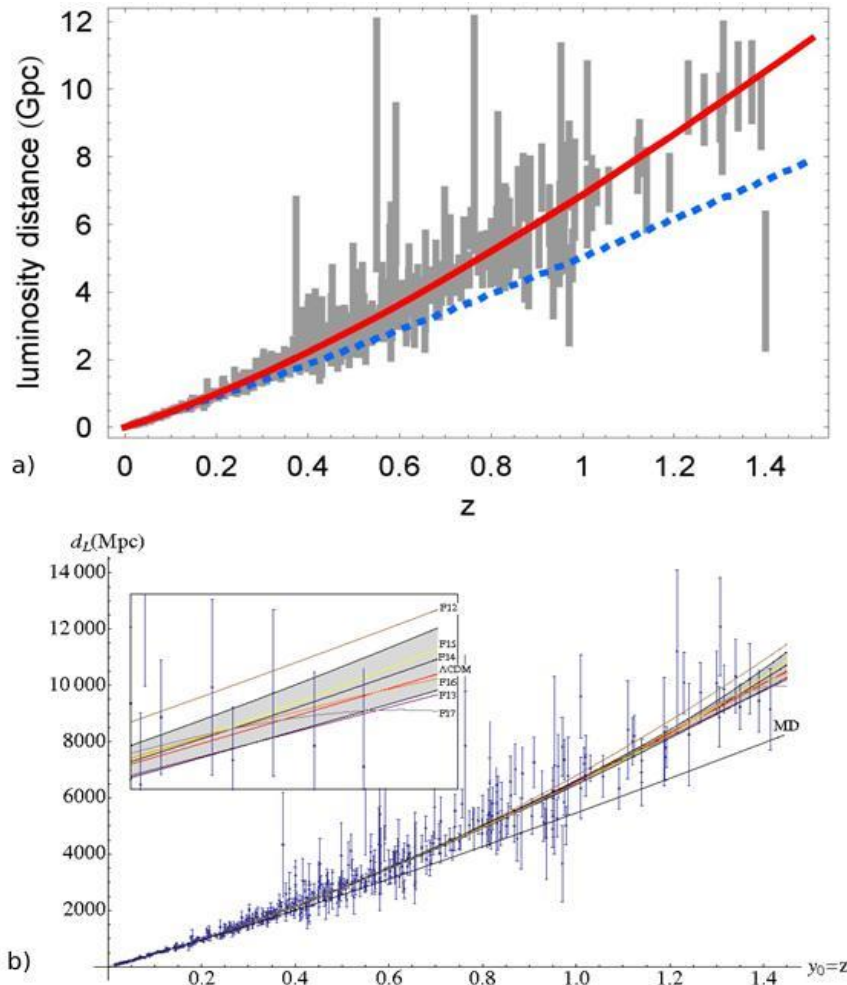 luminosity distance (Gpc)
12
10
8
6
4
2
0
0
0.2
0.4
0.6
0.8
1
1.2
1.4
z
a)
d_L(Mpc)
14 000
12 000
10 000
8000
6000
4000
2000
F12
F15
F14
ΛCDM
F16
F13
F17
MD
0.2
0.4
0.6
0.8
1.0
1.2
1.4
y₀=z
b)